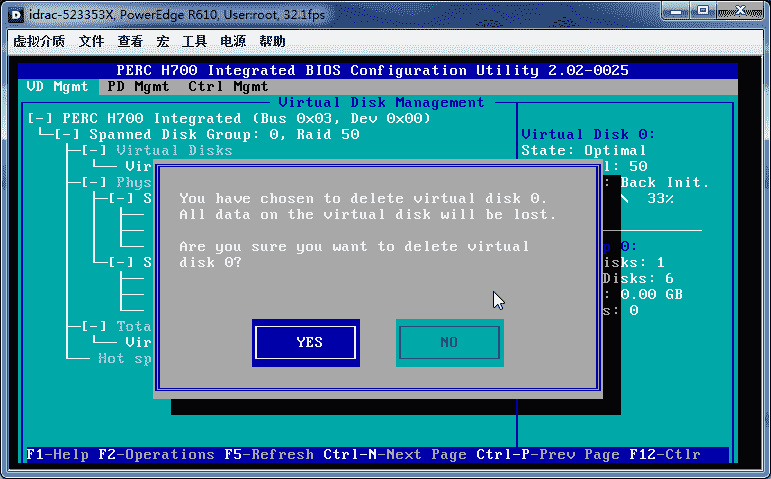 idrac-523353X, PowerEdge R610, User:root, 32.1fps
虚拟介质 文件 查看 宏 工具 电源 帮助
PERC H700 Integrated BIOS Configuration Utility 2.02-0025
VD Mgmt PD Mgmt Ctrl Mgmt
Virtual Disk Management
[-] PERC H700 Integrated (Bus 0x03, Dev 0x00)
[-] Spanned Disk Group: 0, Raid 50
[-] Virtual Disks
Vir
[-] Phys
[-] S
[-] S
[-] Tota
Vir
Hot sp
Virtual Disk 0:
State: Optimal
l: 50
: Back Init.
\ 33%
p 0:
isks: 1
Disks: 6
: 0.00 GB
s: 0
You have chosen to delete virtual disk 0.
All data on the virtual disk will be lost.
Are you sure you want to delete virtual
disk 0?
YES NO
F1-Help F2-Operations F5-Refresh Ctrl-N-Next Page Ctrl-P-Prev Page F12-Ctlr